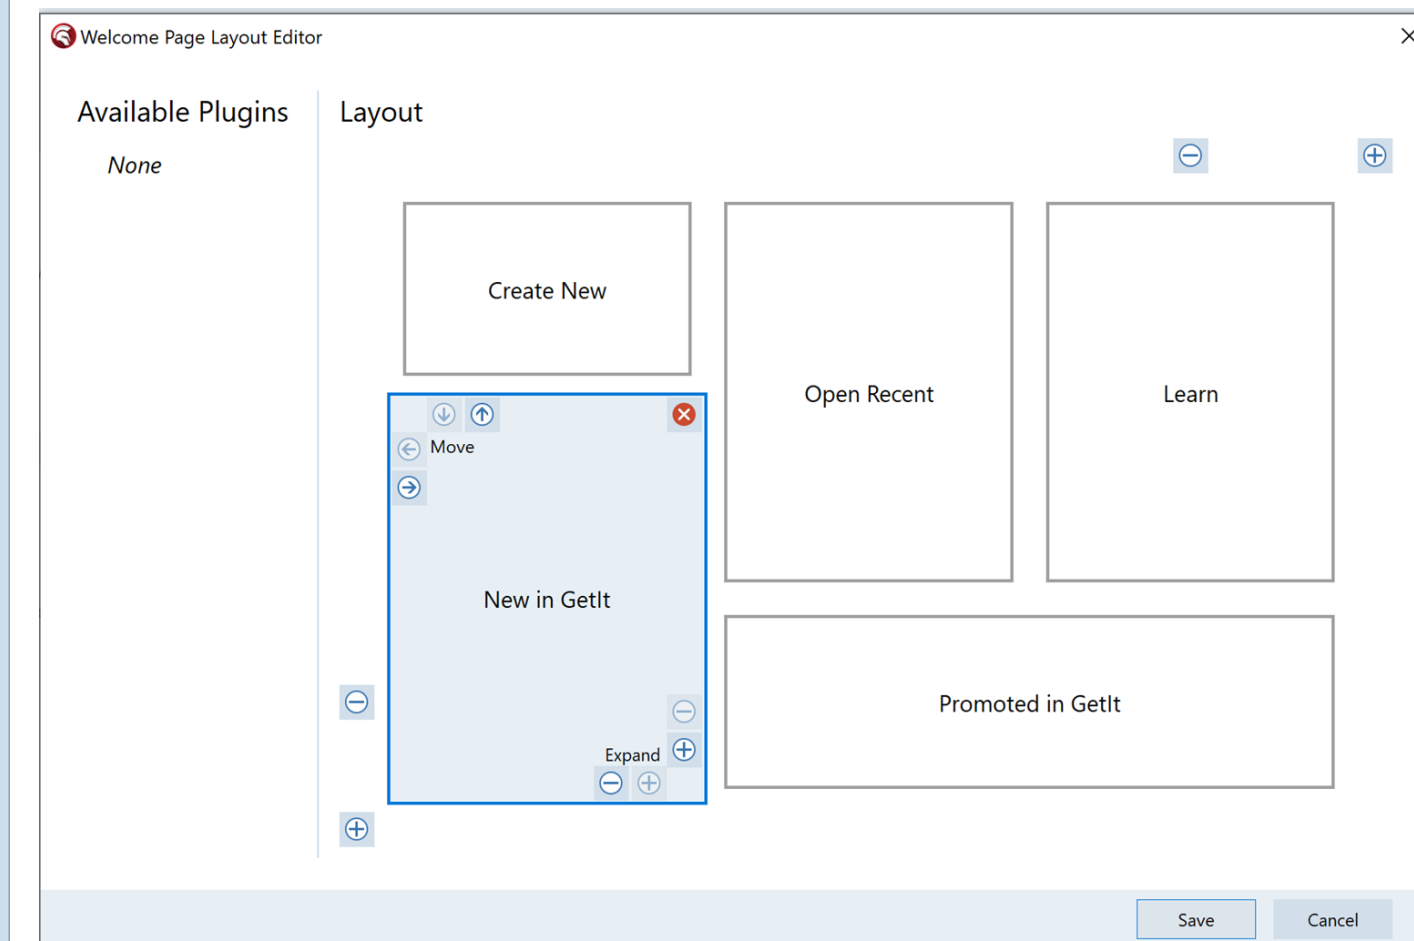 Welcome Page Layout Editor
Available Plugins
None
Layout
Create New
Open Recent
Learn
Move
New in GetIt
Expand
Promoted in GetIt
Save
Cancel